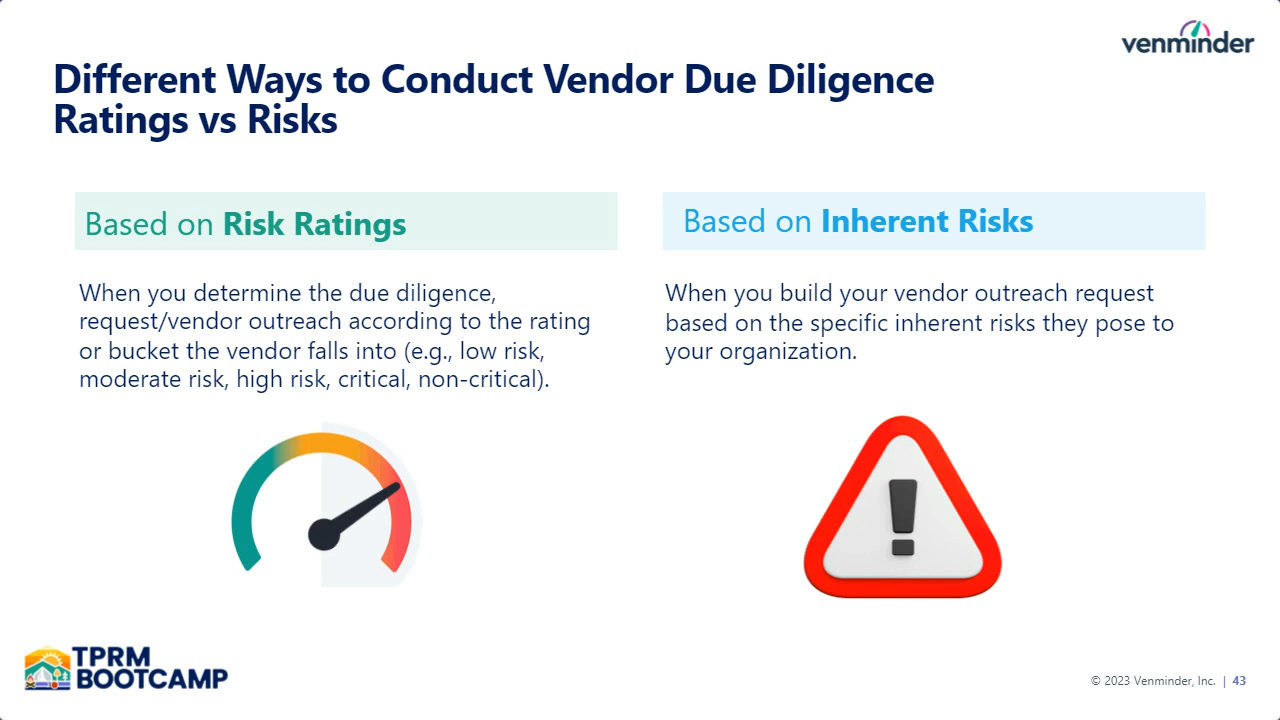 venminder
Different Ways to Conduct Vendor Due Diligence
Ratings vs Risks
Based on Risk Ratings
When you determine the due diligence,
request/vendor outreach according to the rating
or bucket the vendor falls into (e.g., low risk,
moderate risk, high risk, critical, non-critical).
Based on Inherent Risks
When you build your vendor outreach request
based on the specific inherent risks they pose to
your organization.
TPRM
BOOTCAMP
© 2023 Venminder, Inc. | 43